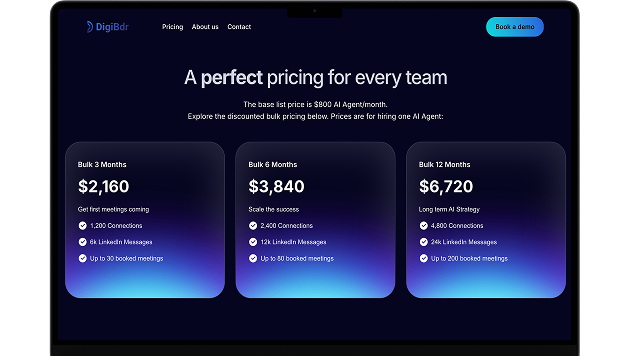 DigiBdr
Pricing About us Contact
Book a demo
A perfect pricing for every team
The base list price is $800 AI Agent/month.
Explore the discounted bulk pricing below. Prices are for hiring one AI Agent:
Bulk 3 Months
$2,160
Get first meetings coming
1,200 Connections
6k LinkedIn Messages
Up to 30 booked meetings
Bulk 6 Months
$3,840
Scale the success
2,400 Connections
12k LinkedIn Messages
Up to 80 booked meetings
Bulk 12 Months
$6,720
Long term AI Strategy
4,800 Connections
24k LinkedIn Messages
Up to 200 booked meetings